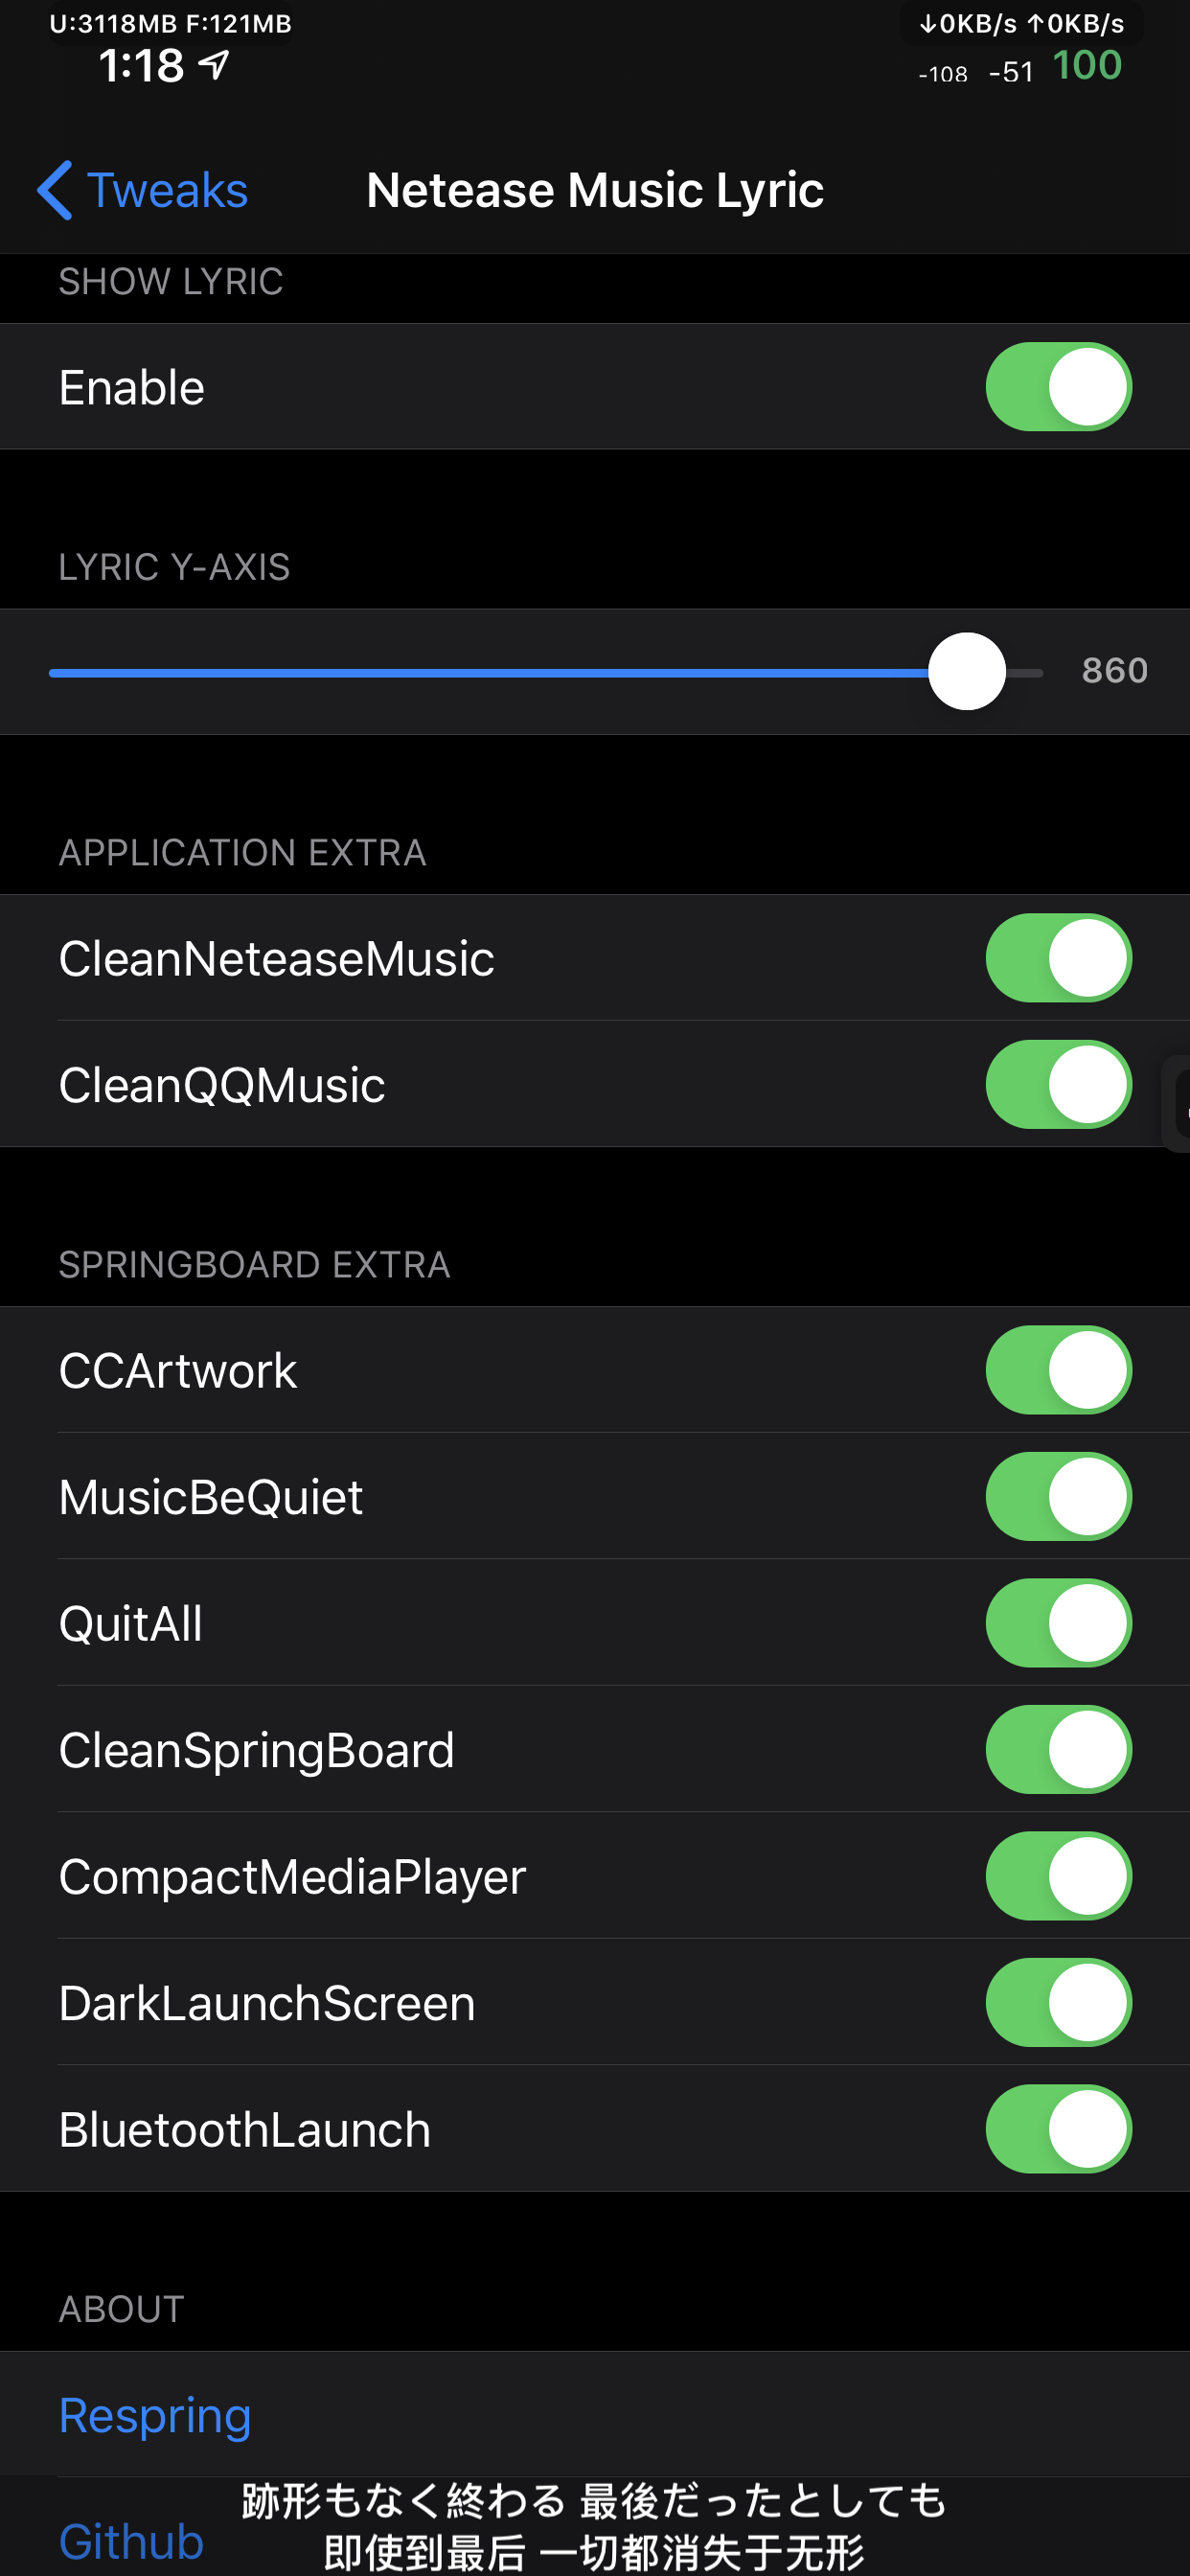 U:3118MB F:121MB
↓0KB/s ↑0KB/s
1:18
-108 -51 100
Tweaks
Netease Music Lyric
SHOW LYRIC
Enable
LYRIC Y-AXIS
860
APPLICATION EXTRA
CleanNeteaseMusic
CleanQQMusic
SPRINGBOARD EXTRA
CCArtwork
MusicBeQuiet
QuitAll
CleanSpringBoard
CompactMediaPlayer
DarkLaunchScreen
BluetoothLaunch
ABOUT
Respring
跡形もなく終わる 最後だったとしても
Github
即使到最后 一切都消失于无形